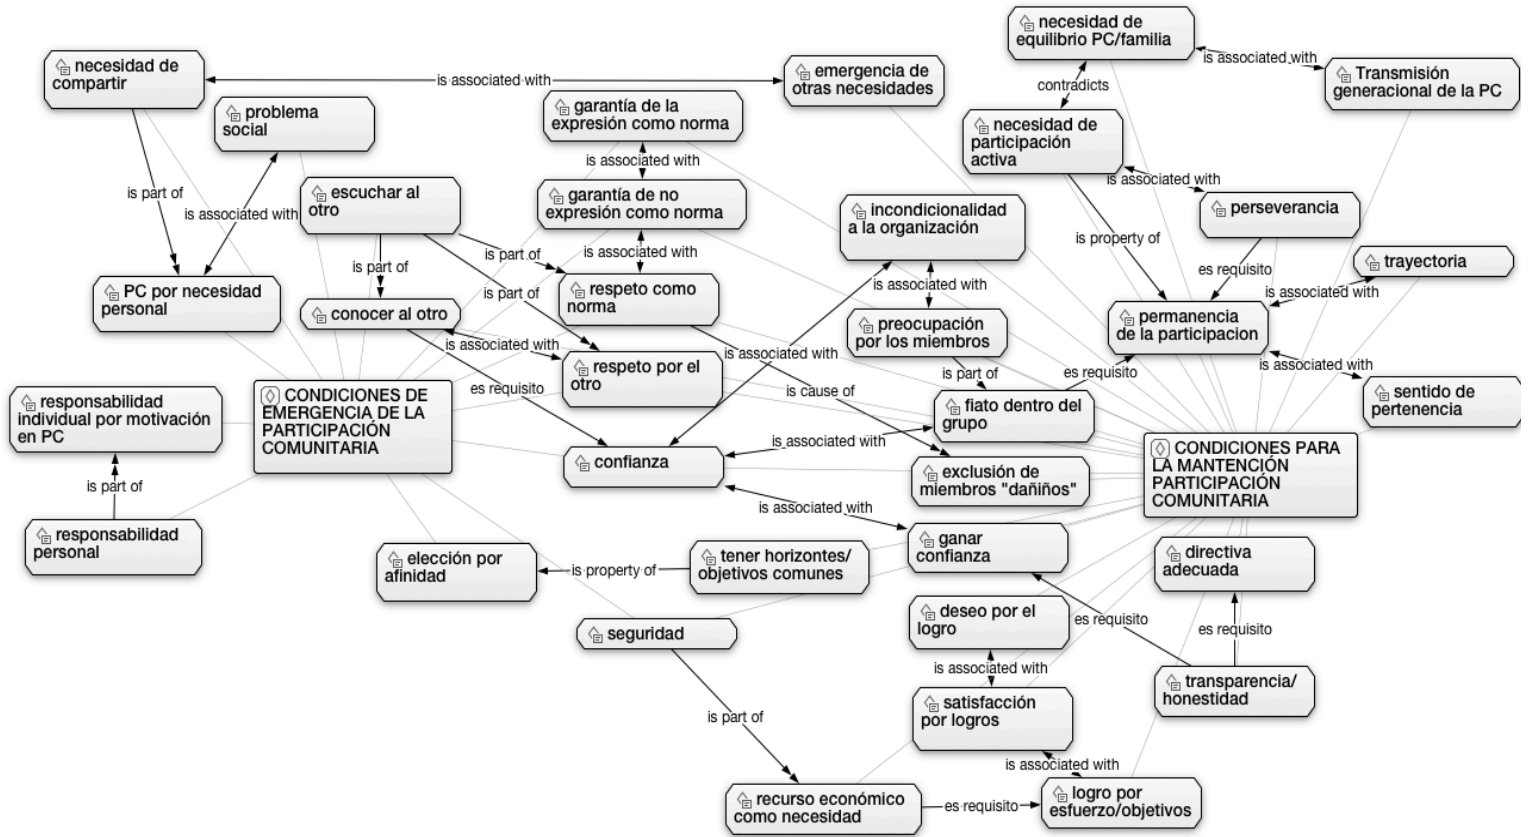 necesidad de
equilibrio PC/familia
necesidad de
compartir
is associated with
emergencia de
otras necesidades
is associated with
Transmisión
generacional de la PC
contradicts
problema
social
garantía de la
expresión como norma
necesidad de
participación
activa
is associated with
is part of
is associated with
escuchar al
otro
garantía de no
expresión como norma
is associated with
perseverancia
incondicionalidad
a la organización
is property of
is part of
is part of
is associated with
es requisito
trayectoria
PC por necesidad
personal
is part of
respeto como
norma
is associated with
is associated with
conocer al otro
preocupación
por los miembros
permanencia
de la participacion
is associated with
is associated with
respeto por el
otro
is part of
es requisito
is associated with
es requisito
is cause of
sentido de
pertenencia
responsabilidad
individual por motivación
en PC
CONDICIONES DE
EMERGENCIA DE LA
PARTICIPACIÓN
COMUNITARIA
fiato dentro del
grupo
is associated with
CONDICIONES PARA
LA MANTENCIÓN
PARTICIPACIÓN
COMUNITARIA
confianza
exclusión de
miembros "dañiños"
is part of
is associated with
responsabilidad
personal
elección por
afinidad
is property of
tener horizontes/
objetivos comunes
ganar
confianza
directiva
adecuada
deseo por el
logro
es requisito
es requisito
seguridad
is associated with
transparencia/
honestidad
is part of
satisfacción
por logros
is associated with
recurso económico
como necesidad
es requisito
logro por
esfuerzo/objetivos